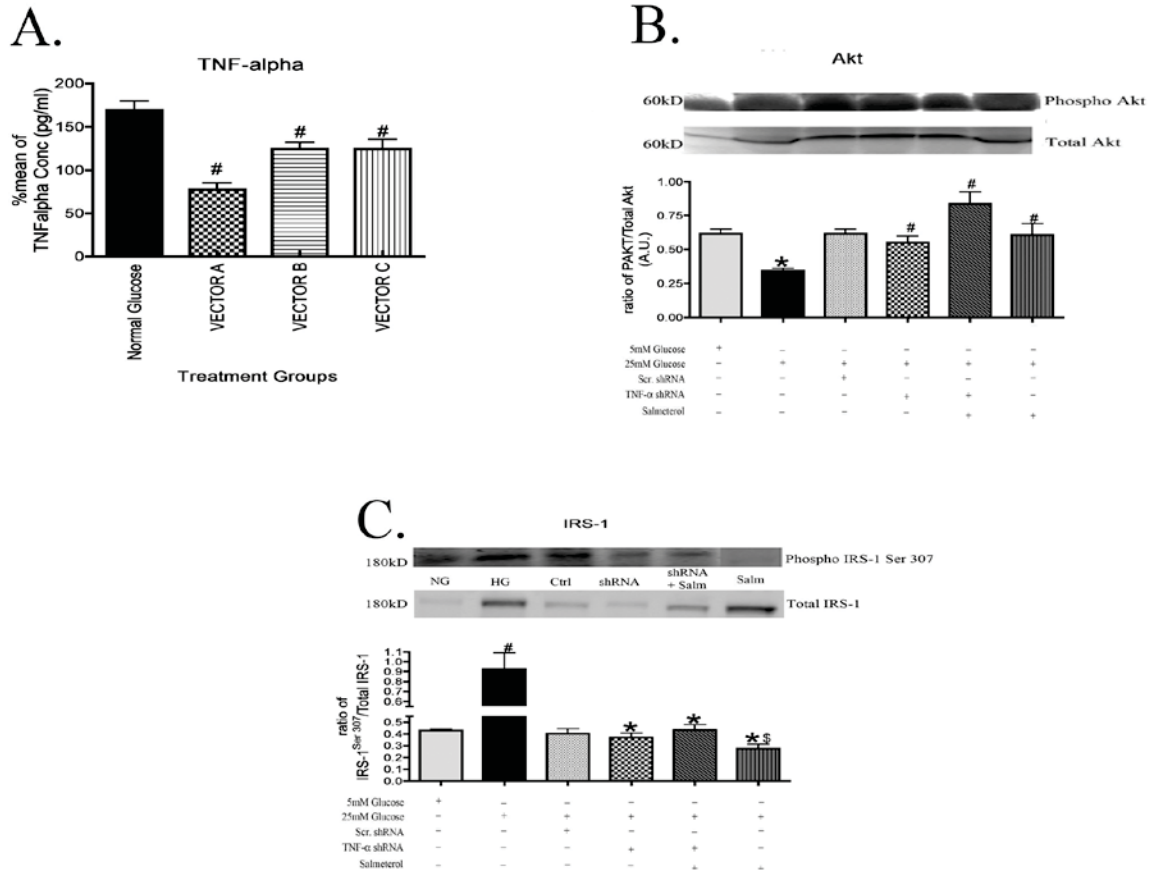 A.
TNF-alpha
%mean of
TNFalpha Conc (pg/ml)
200
150
100
50
0
#
#
#
Normal Glucose
VECTOR A
VECTOR B
VECTOR C
Treatment Groups
B.
Akt
60kD
Phospho Akt
60kD
Total Akt
ratio of PAKT/Total Akt
(A.U.)
1.00
0.75
0.50
0.25
0.00
*
#
#
#
5mM Glucose + – – – – –
25mM Glucose – + + + + +
Scr. shRNA – – + – – –
TNF-α shRNA – – – + + –
Salmeterol – – – – + +
C.
IRS-1
180kD
Phospho IRS-1 Ser 307
NG HG Ctrl shRNA shRNA + Salm Salm
180kD
Total IRS-1
ratio of
IRS-1Ser 307/Total IRS-1
1.1
1.0
0.9
0.8
0.7
0.6
0.5
0.4
0.3
0.2
0.1
0.0
#
*
*
*$
5mM Glucose + – – – – –
25mM Glucose – + + + + +
Scr. shRNA – – + – – –
TNF-α shRNA – – – + + –
Salmeterol – – – – + +